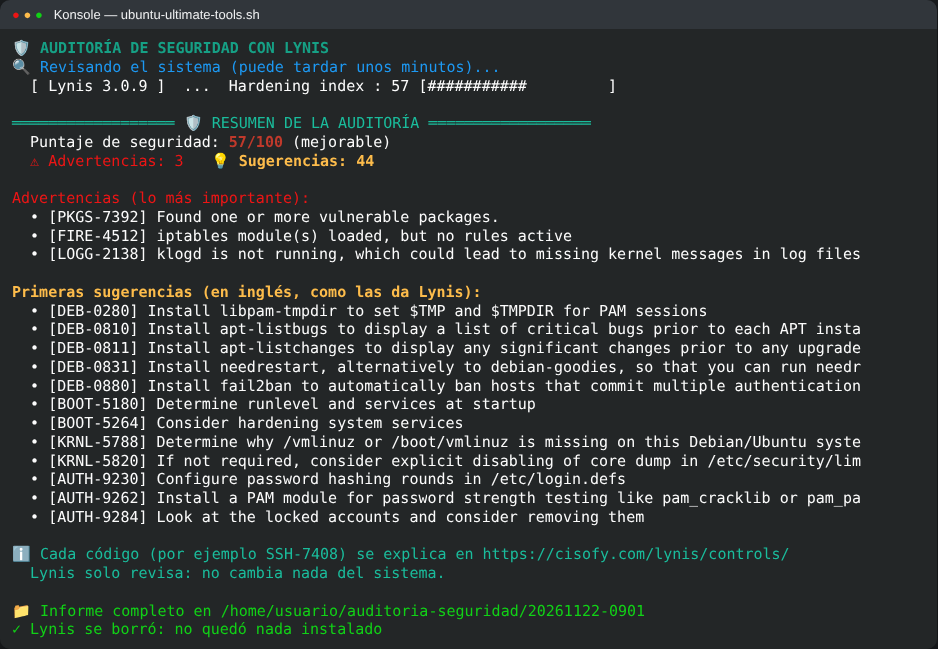 Konsole — ubuntu-ultimate-tools.sh
🛡️ AUDITORÍA DE SEGURIDAD CON LYNIS
🔍 Revisando el sistema (puede tardar unos minutos)...
[ Lynis 3.0.9 ]  ...  Hardening index : 57 [###########         ]
══════════════════ 🛡️ RESUMEN DE LA AUDITORÍA ══════════════════
Puntaje de seguridad: 57/100 (mejorable)
⚠ Advertencias: 3   💡 Sugerencias: 44
Advertencias (lo más importante):
• [PKGS-7392] Found one or more vulnerable packages.
• [FIRE-4512] iptables module(s) loaded, but no rules active
• [LOGG-2138] klogd is not running, which could lead to missing kernel messages in log files
Primeras sugerencias (en inglés, como las da Lynis):
• [DEB-0280] Install libpam-tmpdir to set $TMP and $TMPDIR for PAM sessions
• [DEB-0810] Install apt-listbugs to display a list of critical bugs prior to each APT insta
• [DEB-0811] Install apt-listchanges to display any significant changes prior to any upgrade
• [DEB-0831] Install needrestart, alternatively to debian-goodies, so that you can run needr
• [DEB-0880] Install fail2ban to automatically ban hosts that commit multiple authentication
• [BOOT-5180] Determine runlevel and services at startup
• [BOOT-5264] Consider hardening system services
• [KRNL-5788] Determine why /vmlinuz or /boot/vmlinuz is missing on this Debian/Ubuntu syste
• [KRNL-5820] If not required, consider explicit disabling of core dump in /etc/security/lim
• [AUTH-9230] Configure password hashing rounds in /etc/login.defs
• [AUTH-9262] Install a PAM module for password strength testing like pam_cracklib or pam_pa
• [AUTH-9284] Look at the locked accounts and consider removing them
ℹ️ Cada código (por ejemplo SSH-7408) se explica en https://cisofy.com/lynis/controls/
Lynis solo revisa: no cambia nada del sistema.
📁 Informe completo en /home/usuario/auditoria-seguridad/20261122-0901
✓ Lynis se borró: no quedó nada instalado